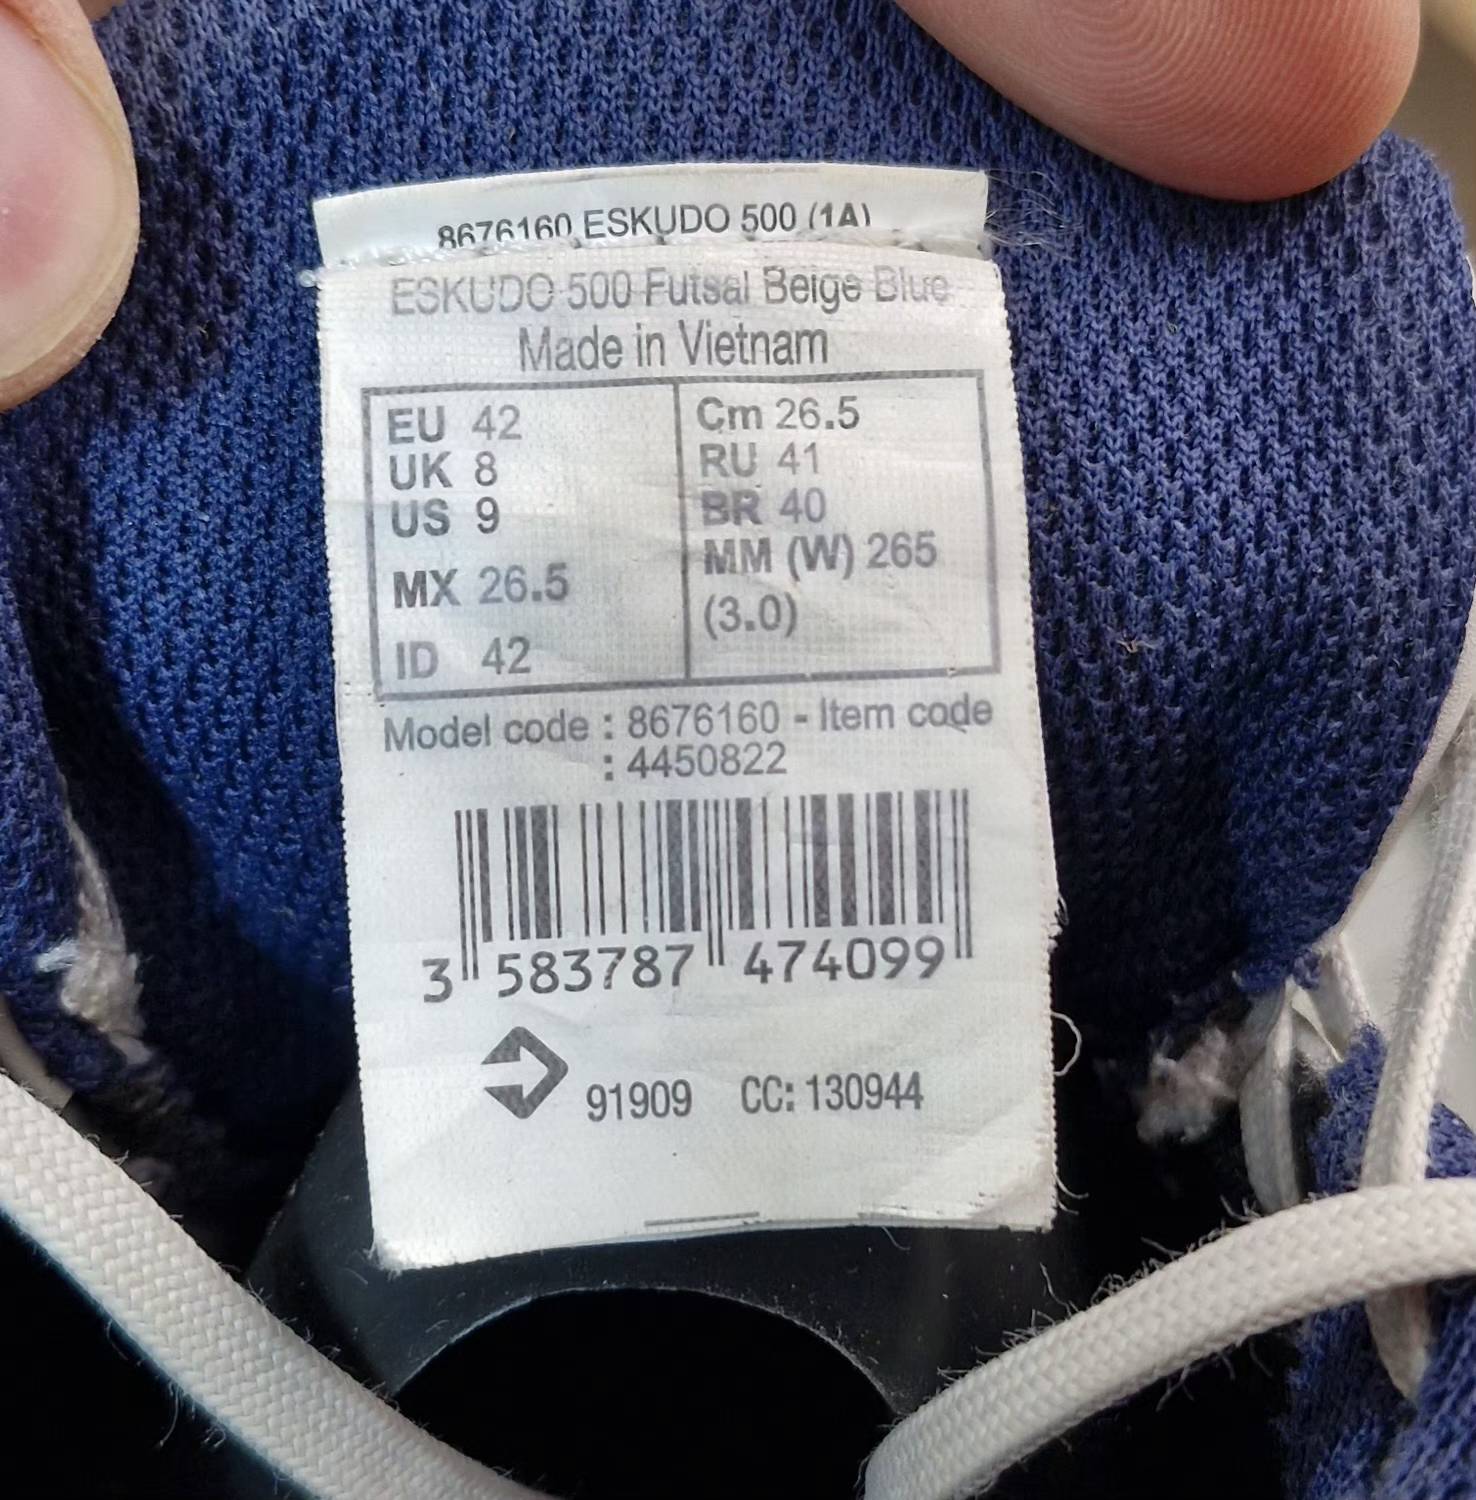 8676160 ESKUDO 500 (1A)
ESKUDO 500 Futsal Beige Blue
Made in Vietnam
EU 42
UK 8
US 9
MX 26.5
ID 42
Cm 26.5
RU 41
BR 40
MM (W) 265
(3.0)
Model code : 8676160 - Item code
: 4450822
3 583787 474099
91909 CC: 130944